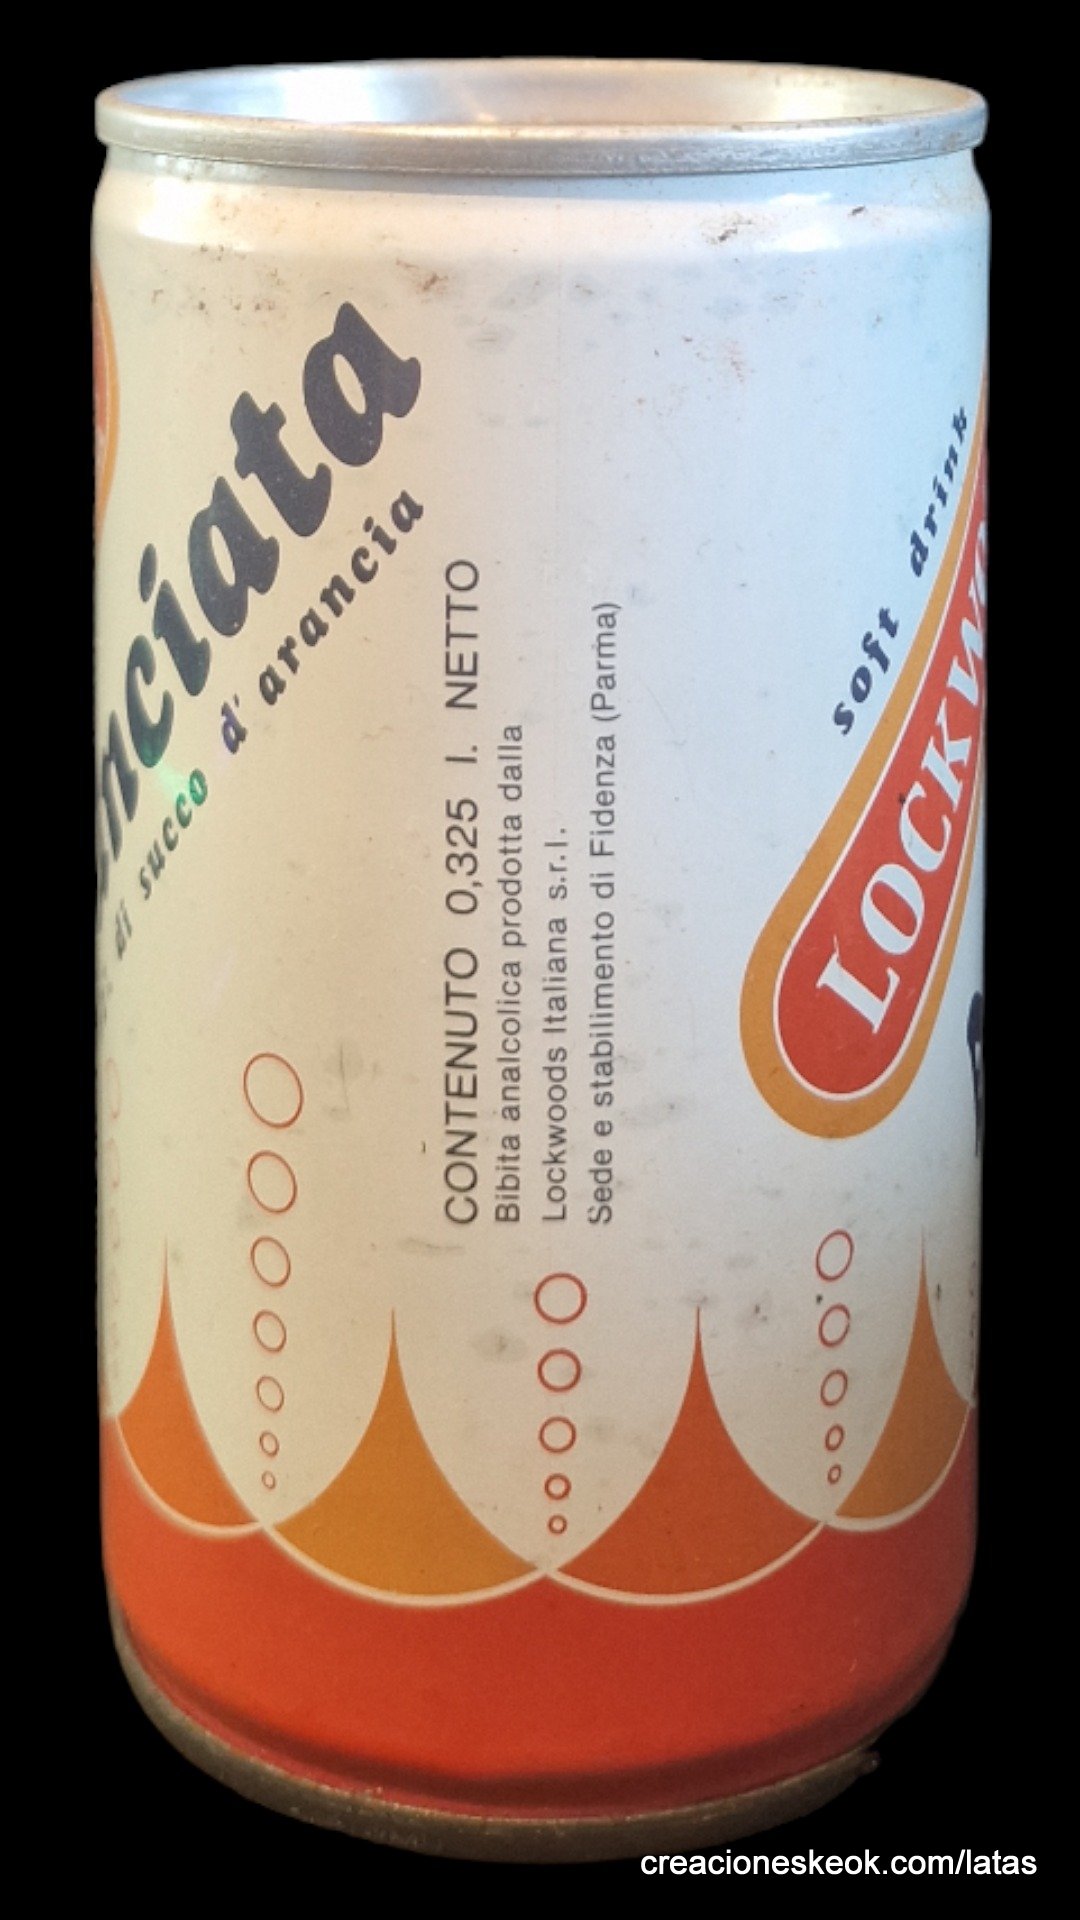 nciata
di succo d'arancia
CONTENUTO 0,325 l. NETTO
Bibita analcolica prodotta dalla
Lockwoods Italiana s.r.l.
Sede e stabilimento di Fidenza (Parma)
soft drink
LOCKWO
creacioneskeok.com/latas